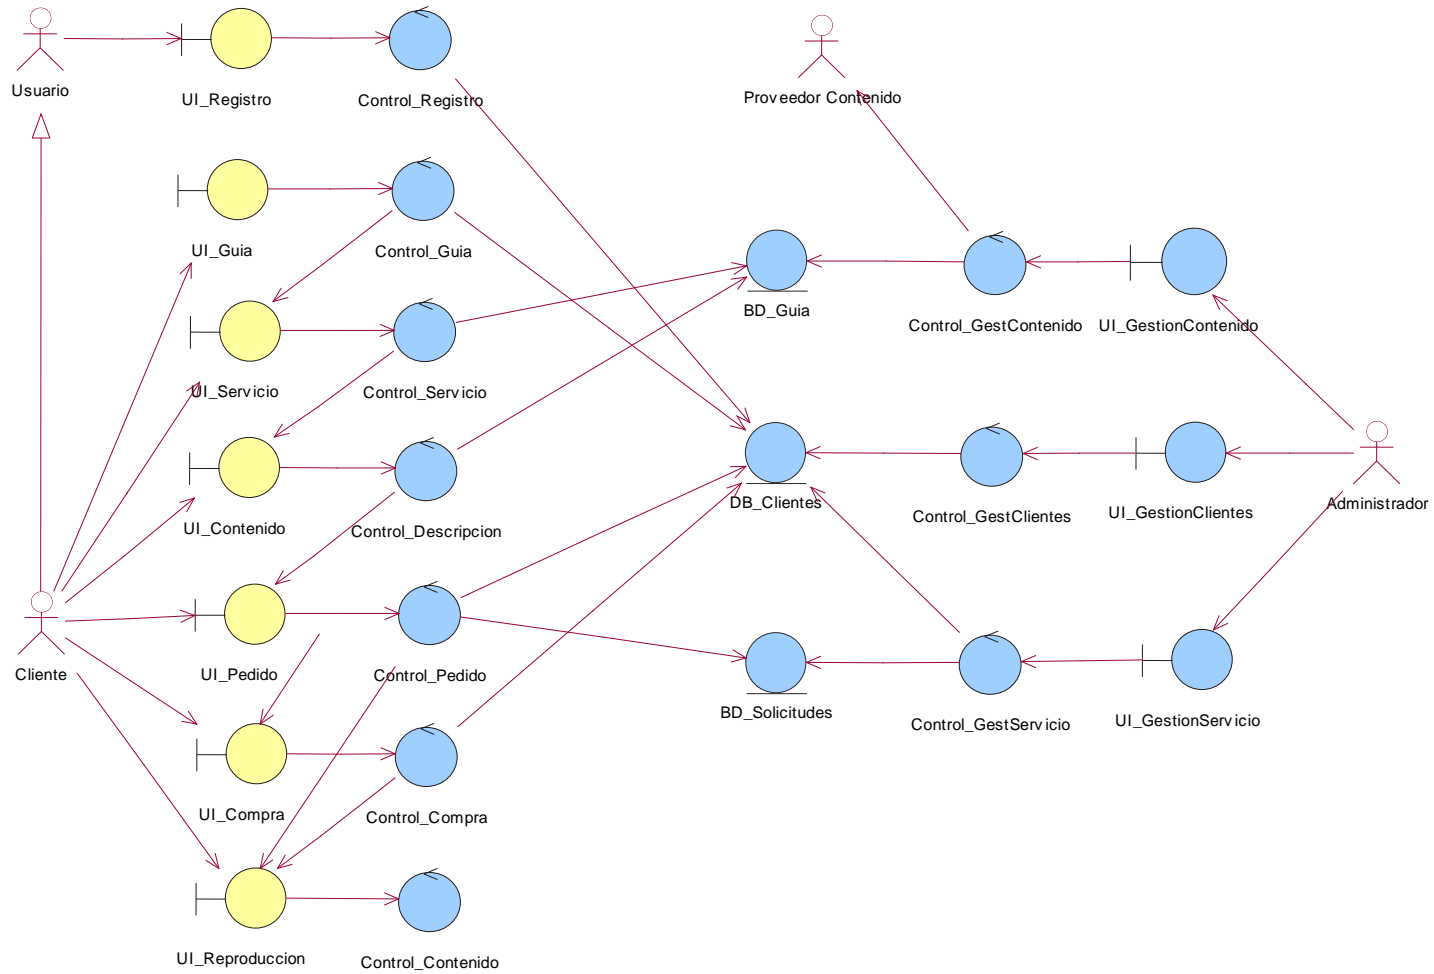 Usuario
UI_Registro
Control_Registro
Proveedor Contenido
UI_Guia
Control_Guia
BD_Guia
Control_GestContenido
UI_GestionContenido
UI_Servicio
Control_Servicio
DB_Clientes
Control_GestClientes
UI_GestionClientes
Administrador
UI_Contenido
Control_Descripcion
Cliente
UI_Pedido
Control_Pedido
BD_Solicitudes
Control_GestServicio
UI_GestionServicio
UI_Compra
Control_Compra
UI_Reproduccion
Control_Contenido